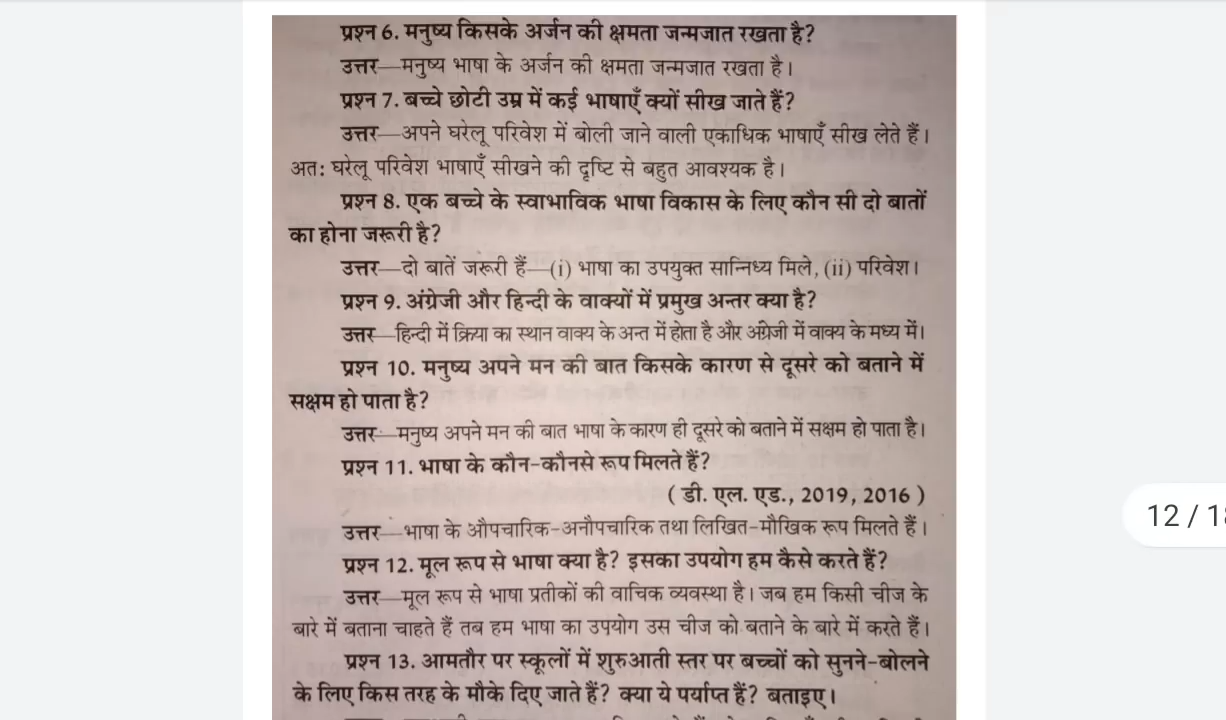 प्रश्न 6. मनुष्य किसके अर्जन की क्षमता जन्मजात रखता है?
उत्तर—मनुष्य भाषा के अर्जन की क्षमता जन्मजात रखता है।
प्रश्न 7. बच्चे छोटी उम्र में कई भाषाएँ क्यों सीख जाते हैं?
उत्तर—अपने घरेलू परिवेश में बोली जाने वाली एकाधिक भाषाएँ सीख लेते हैं।
अतः घरेलू परिवेश भाषाएँ सीखने की दृष्टि से बहुत आवश्यक है।
प्रश्न 8. एक बच्चे के स्वाभाविक भाषा विकास के लिए कौन सी दो बातों
का होना जरूरी है?
उत्तर—दो बातें जरूरी हैं—(i) भाषा का उपयुक्त सान्निध्य मिले, (ii) परिवेश।
प्रश्न 9. अंग्रेजी और हिन्दी के वाक्यों में प्रमुख अन्तर क्या है?
उत्तर—हिन्दी में क्रिया का स्थान वाक्य के अन्त में होता है और अंग्रेजी में वाक्य के मध्य में।
प्रश्न 10. मनुष्य अपने मन की बात किसके कारण से दूसरे को बताने में
सक्षम हो पाता है?
उत्तर—मनुष्य अपने मन की बात भाषा के कारण ही दूसरे को बताने में सक्षम हो पाता है।
प्रश्न 11. भाषा के कौन-कौनसे रूप मिलते हैं?
( डी. एल. एड., 2019, 2016 )
उत्तर—भाषा के औपचारिक-अनौपचारिक तथा लिखित-मौखिक रूप मिलते हैं।
प्रश्न 12. मूल रूप से भाषा क्या है? इसका उपयोग हम कैसे करते हैं?
उत्तर—मूल रूप से भाषा प्रतीकों की वाचिक व्यवस्था है। जब हम किसी चीज के
बारे में बताना चाहते हैं तब हम भाषा का उपयोग उस चीज को बताने के बारे में करते हैं।
प्रश्न 13. आमतौर पर स्कूलों में शुरुआती स्तर पर बच्चों को सुनने-बोलने
के लिए किस तरह के मौके दिए जाते हैं? क्या ये पर्याप्त हैं? बताइए।
12 / 1